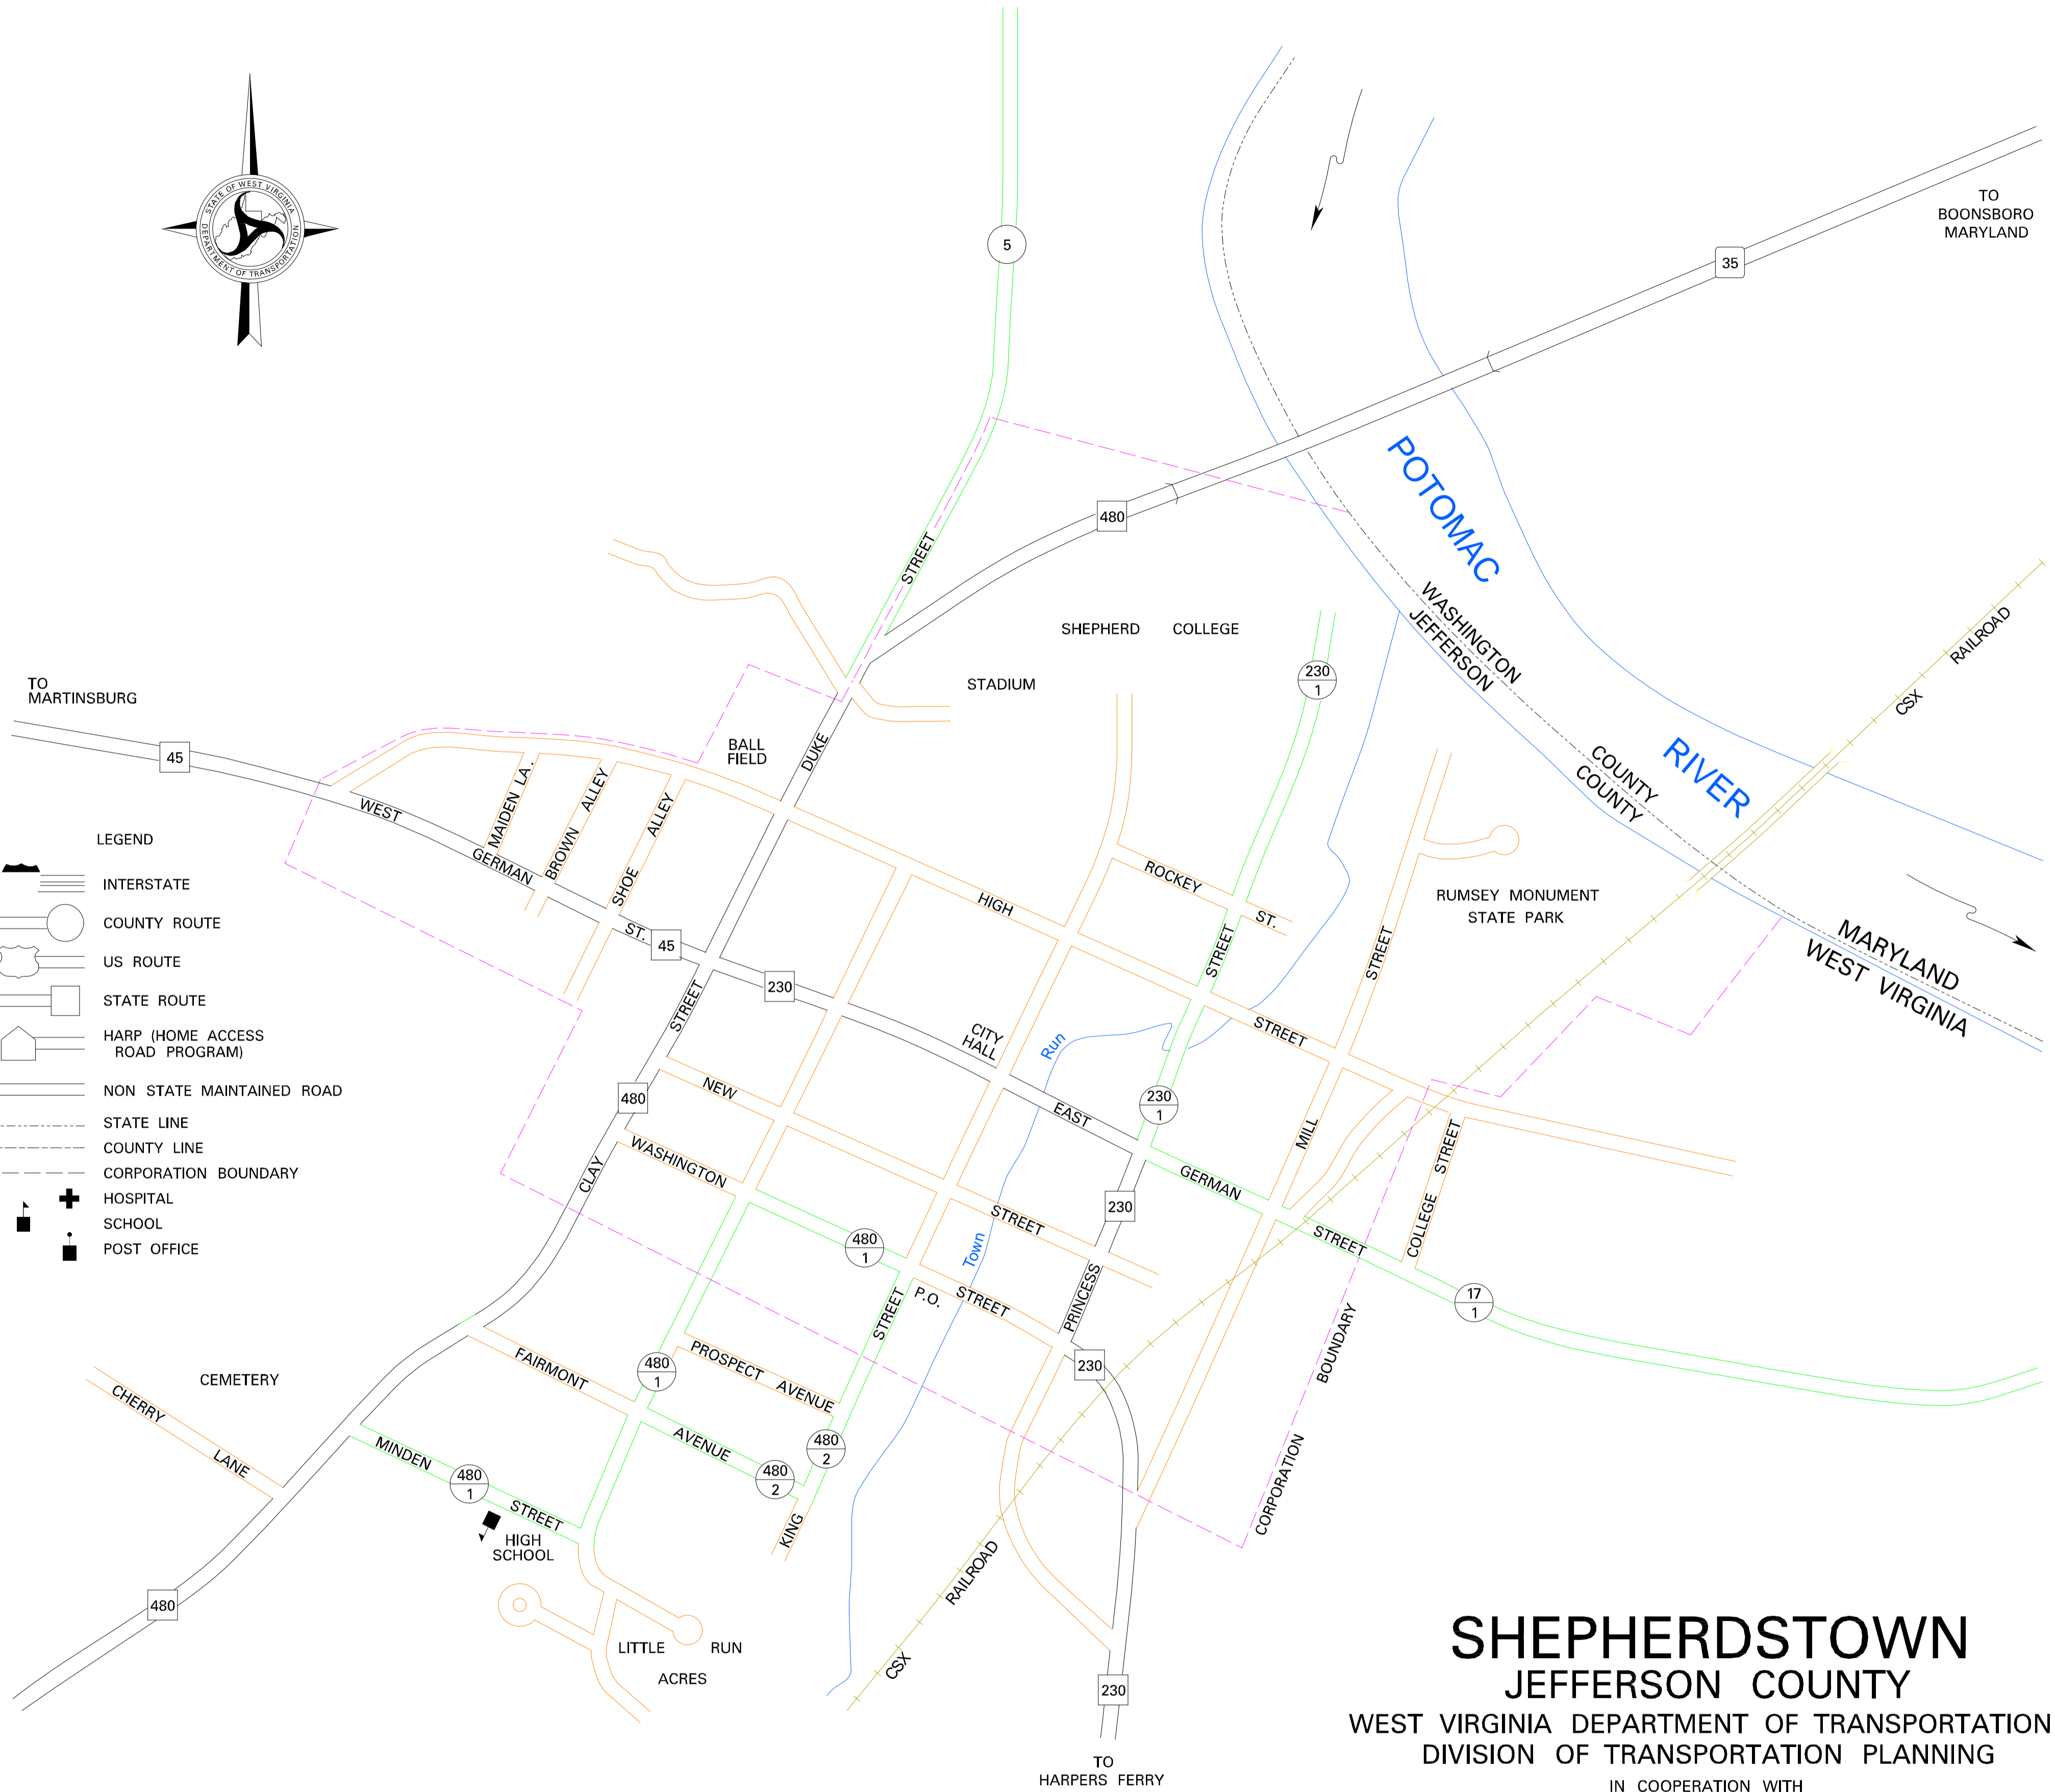 STATE OF WEST VIRGINIA
DEPARTMENT OF TRANSPORTATION
5
TO
BOONSBORO
MARYLAND
35
480
POTOMAC
RIVER
STREET
SHEPHERD COLLEGE
STADIUM
230
1
WASHINGTON
JEFFERSON
COUNTY
COUNTY
RAILROAD
CSX
TO
MARTINSBURG
45
BALL
FIELD
DUKE
WEST
GERMAN
ST.
45
MAIDEN LA.
BROWN ALLEY
SHOE ALLEY
HIGH
STREET
ROCKEY
ST.
STREET
STREET
MILL
RUMSEY MONUMENT
STATE PARK
MARYLAND
WEST VIRGINIA
LEGEND
INTERSTATE
COUNTY ROUTE
US ROUTE
STATE ROUTE
HARP (HOME ACCESS
ROAD PROGRAM)
NON STATE MAINTAINED ROAD
STATE LINE
COUNTY LINE
CORPORATION BOUNDARY
HOSPITAL
SCHOOL
POST OFFICE
230
STREET
CITY
HALL
Run
Town
480
NEW
STREET
EAST
230
1
GERMAN
STREET
COLLEGE STREET
WASHINGTON
STREET
CLAY
230
PRINCESS
480
1
P.O.
STREET
17
1
CORPORATION BOUNDARY
230
CEMETERY
CHERRY
LANE
FAIRMONT
AVENUE
480
1
PROSPECT AVENUE
480
2
480
2
KING
MINDEN
480
1
STREET
HIGH
SCHOOL
480
LITTLE RUN
ACRES
RAILROAD
CSX
230
TO
HARPERS FERRY
SHEPHERDSTOWN
JEFFERSON COUNTY
WEST VIRGINIA DEPARTMENT OF TRANSPORTATION
DIVISION OF TRANSPORTATION PLANNING
IN COOPERATION WITH